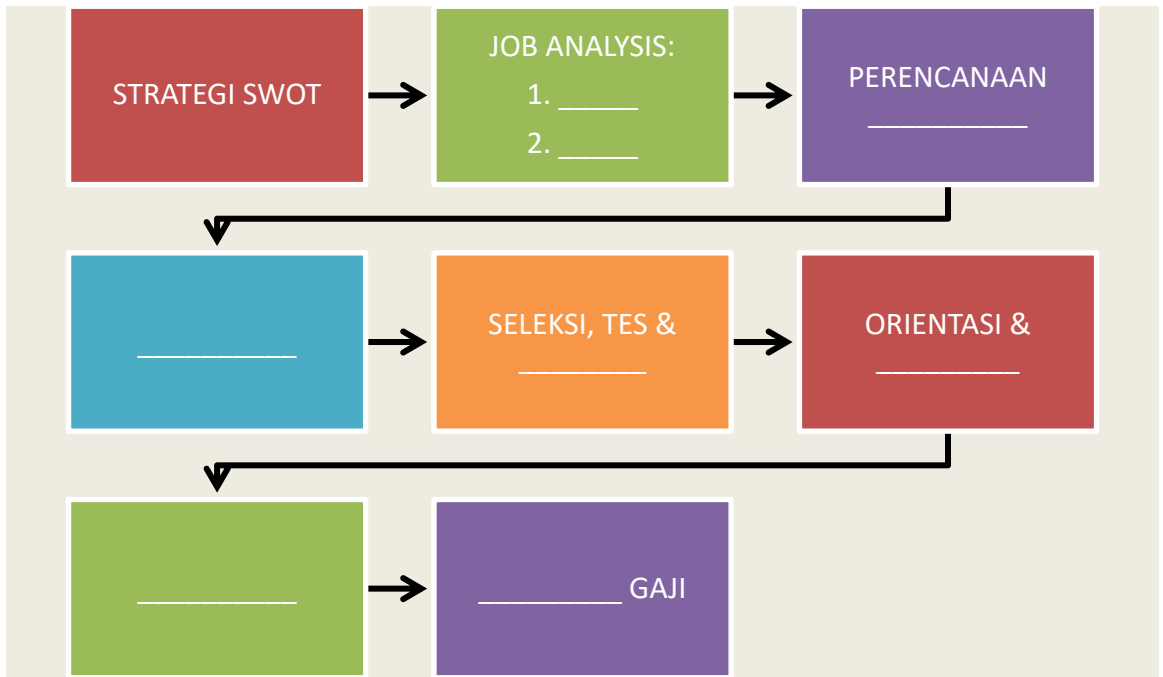 STRATEGI SWOT
JOB ANALYSIS:
1. _____
2. _____
PERENCANAAN
__________
__________
SELEKSI, TES &
________
ORIENTASI &
_________
__________
_________ GAJI